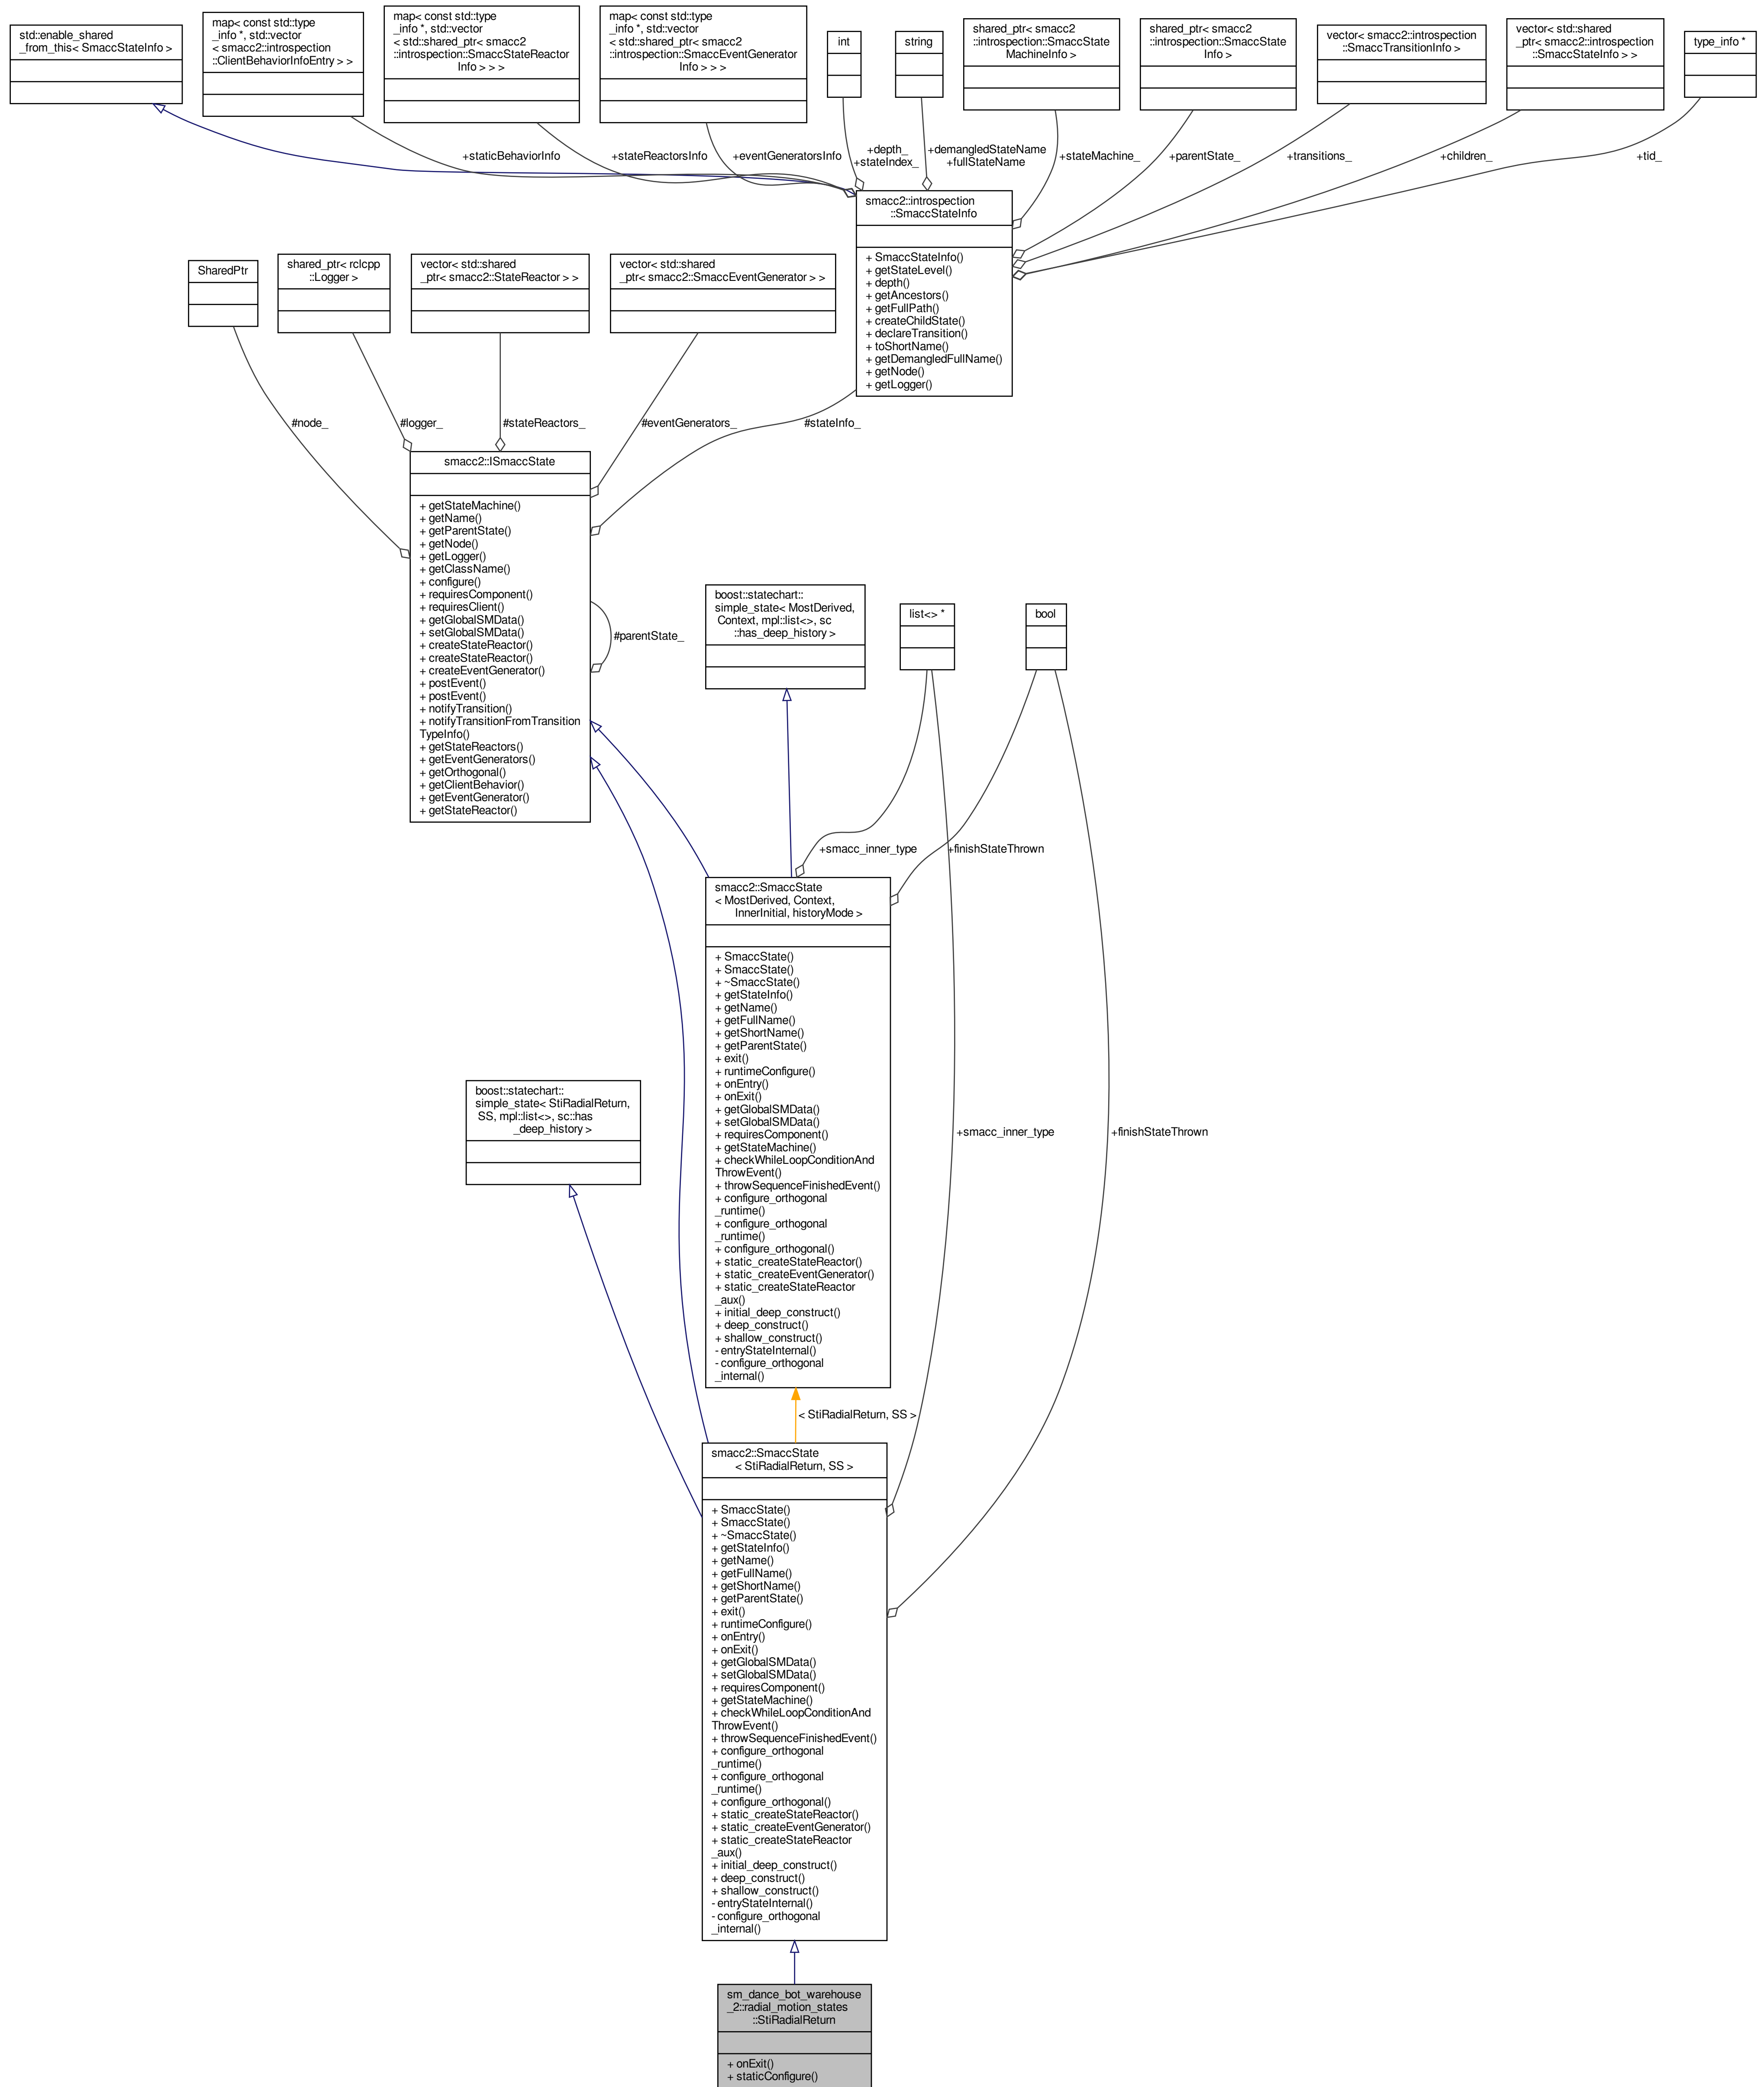 std::enable_shared
_from_this< SmaccStateInfo >
map< const std::type
_info *, std::vector
< smacc2::introspection
::ClientBehaviorInfoEntry > >
map< const std::type
_info *, std::vector
< std::shared_ptr< smacc2
::introspection::SmaccStateReactor
Info > > >
map< const std::type
_info *, std::vector
< std::shared_ptr< smacc2
::introspection::SmaccEventGenerator
Info > > >
int
string
shared_ptr< smacc2
::introspection::SmaccState
MachineInfo >
shared_ptr< smacc2
::introspection::SmaccState
Info >
vector< smacc2::introspection
::SmaccTransitionInfo >
vector< std::shared
_ptr< smacc2::introspection
::SmaccStateInfo > >
type_info *
+staticBehaviorInfo
+stateReactorsInfo
+eventGeneratorsInfo
+depth_
+stateIndex_
+demangledStateName
+fullStateName
+stateMachine_
+parentState_
+transitions_
+children_
+tid_
smacc2::introspection
::SmaccStateInfo
+ SmaccStateInfo()
+ getStateLevel()
+ depth()
+ getAncestors()
+ getFullPath()
+ createChildState()
+ declareTransition()
+ toShortName()
+ getDemangledFullName()
+ getNode()
+ getLogger()
SharedPtr
shared_ptr< rclcpp
::Logger >
vector< std::shared
_ptr< smacc2::StateReactor > >
vector< std::shared
_ptr< smacc2::SmaccEventGenerator > >
#node_
#logger_
#stateReactors_
#eventGenerators_
#stateInfo_
smacc2::ISmaccState
+ getStateMachine()
+ getName()
+ getParentState()
+ getNode()
+ getLogger()
+ getClassName()
+ configure()
+ requiresComponent()
+ requiresClient()
+ getGlobalSMData()
+ setGlobalSMData()
+ createStateReactor()
+ createStateReactor()
+ createEventGenerator()
+ postEvent()
+ postEvent()
+ notifyTransition()
+ notifyTransitionFromTransition
TypeInfo()
+ getStateReactors()
+ getEventGenerators()
+ getOrthogonal()
+ getClientBehavior()
+ getEventGenerator()
+ getStateReactor()
#parentState_
boost::statechart::
simple_state< MostDerived,
Context, mpl::list<>, sc
::has_deep_history >
list<> *
bool
+smacc_inner_type
+finishStateThrown
smacc2::SmaccState
< MostDerived, Context,
InnerInitial, historyMode >
+ SmaccState()
+ SmaccState()
+ ~SmaccState()
+ getStateInfo()
+ getName()
+ getFullName()
+ getShortName()
+ getParentState()
+ exit()
+ runtimeConfigure()
+ onEntry()
+ onExit()
+ getGlobalSMData()
+ setGlobalSMData()
+ requiresComponent()
+ getStateMachine()
+ checkWhileLoopConditionAnd
ThrowEvent()
+ throwSequenceFinishedEvent()
+ configure_orthogonal
_runtime()
+ configure_orthogonal
_runtime()
+ configure_orthogonal()
+ static_createStateReactor()
+ static_createEventGenerator()
+ static_createStateReactor
_aux()
+ initial_deep_construct()
+ deep_construct()
+ shallow_construct()
- entryStateInternal()
- configure_orthogonal
_internal()
boost::statechart::
simple_state< StiRadialReturn,
SS, mpl::list<>, sc::has
_deep_history >
+smacc_inner_type
+finishStateThrown
< StiRadialReturn, SS >
smacc2::SmaccState
< StiRadialReturn, SS >
+ SmaccState()
+ SmaccState()
+ ~SmaccState()
+ getStateInfo()
+ getName()
+ getFullName()
+ getShortName()
+ getParentState()
+ exit()
+ runtimeConfigure()
+ onEntry()
+ onExit()
+ getGlobalSMData()
+ setGlobalSMData()
+ requiresComponent()
+ getStateMachine()
+ checkWhileLoopConditionAnd
ThrowEvent()
+ throwSequenceFinishedEvent()
+ configure_orthogonal
_runtime()
+ configure_orthogonal
_runtime()
+ configure_orthogonal()
+ static_createStateReactor()
+ static_createEventGenerator()
+ static_createStateReactor
_aux()
+ initial_deep_construct()
+ deep_construct()
+ shallow_construct()
- entryStateInternal()
- configure_orthogonal
_internal()
sm_dance_bot_warehouse
_2::radial_motion_states
::StiRadialReturn
+ onExit()
+ staticConfigure()